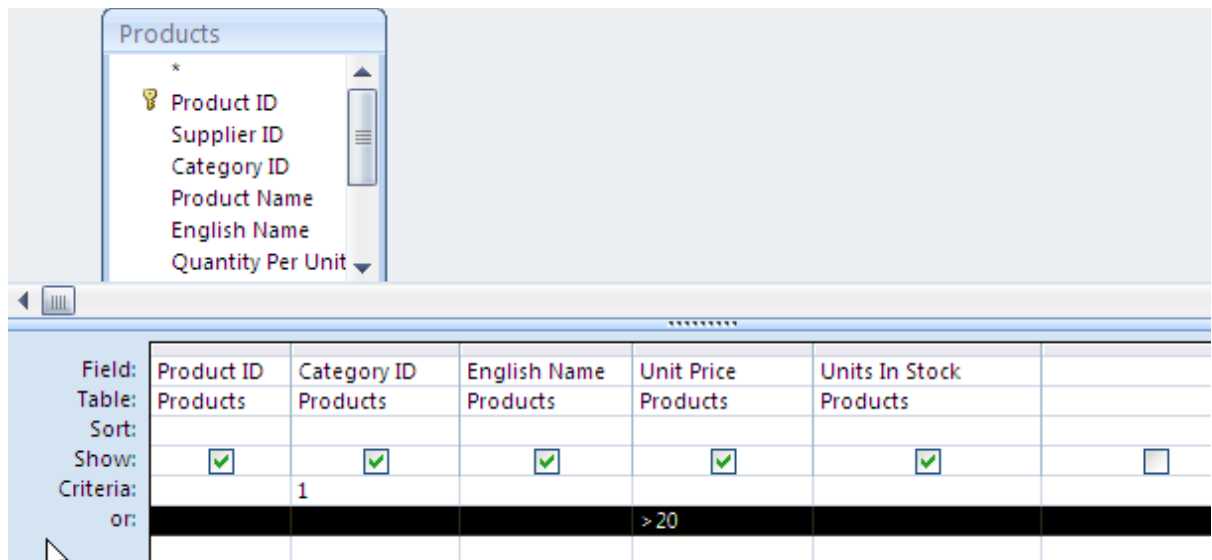 Products
*
Product ID
Supplier ID
Category ID
Product Name
English Name
Quantity Per Unit
Field: Product ID Category ID English Name Unit Price Units In Stock
Table: Products Products Products Products Products
Sort:
Show:
Criteria: 1
or: >20